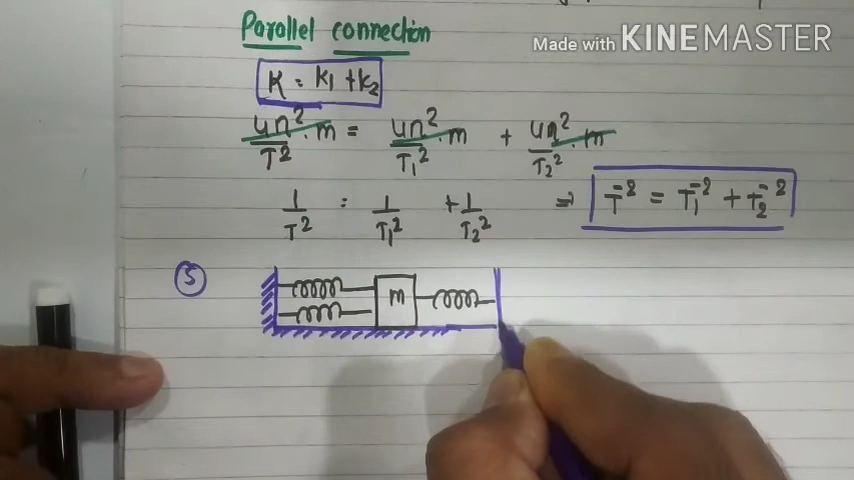 Parallel connection
Made with KINEMASTER
K = k₁ + k₂
4π²/T² · m = 4π²/T₁² · m + 4π²/T₂² · m
1/T² = 1/T₁² + 1/T₂² ⇒ T⁻² = T₁⁻² + T₂⁻²
5
m